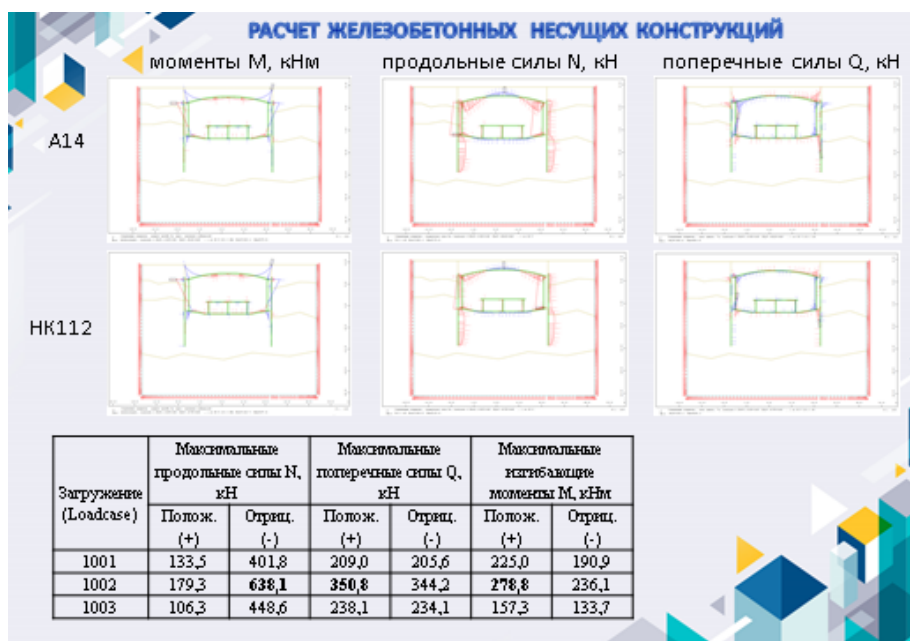 РАСЧЕТ ЖЕЛЕЗОБЕТОННЫХ НЕСУЩИХ КОНСТРУКЦИЙ
моменты М, кНм продольные силы N, кН поперечные силы Q, кН
А14
НК112
Загружение (Loadcase) Максимальные продольные силы N, кН Максимальные поперечные силы Q, кН Максимальные изгибающие моменты М, кНм
Полож. (+) Отриц. (-) Полож. (+) Отриц. (-) Полож. (+) Отриц. (-)
1001 133,5 401,8 209,0 205,6 225,0 190,9
1002 179,3 638,1 350,8 344,2 278,8 236,1
1003 106,3 448,6 238,1 234,1 157,3 133,7